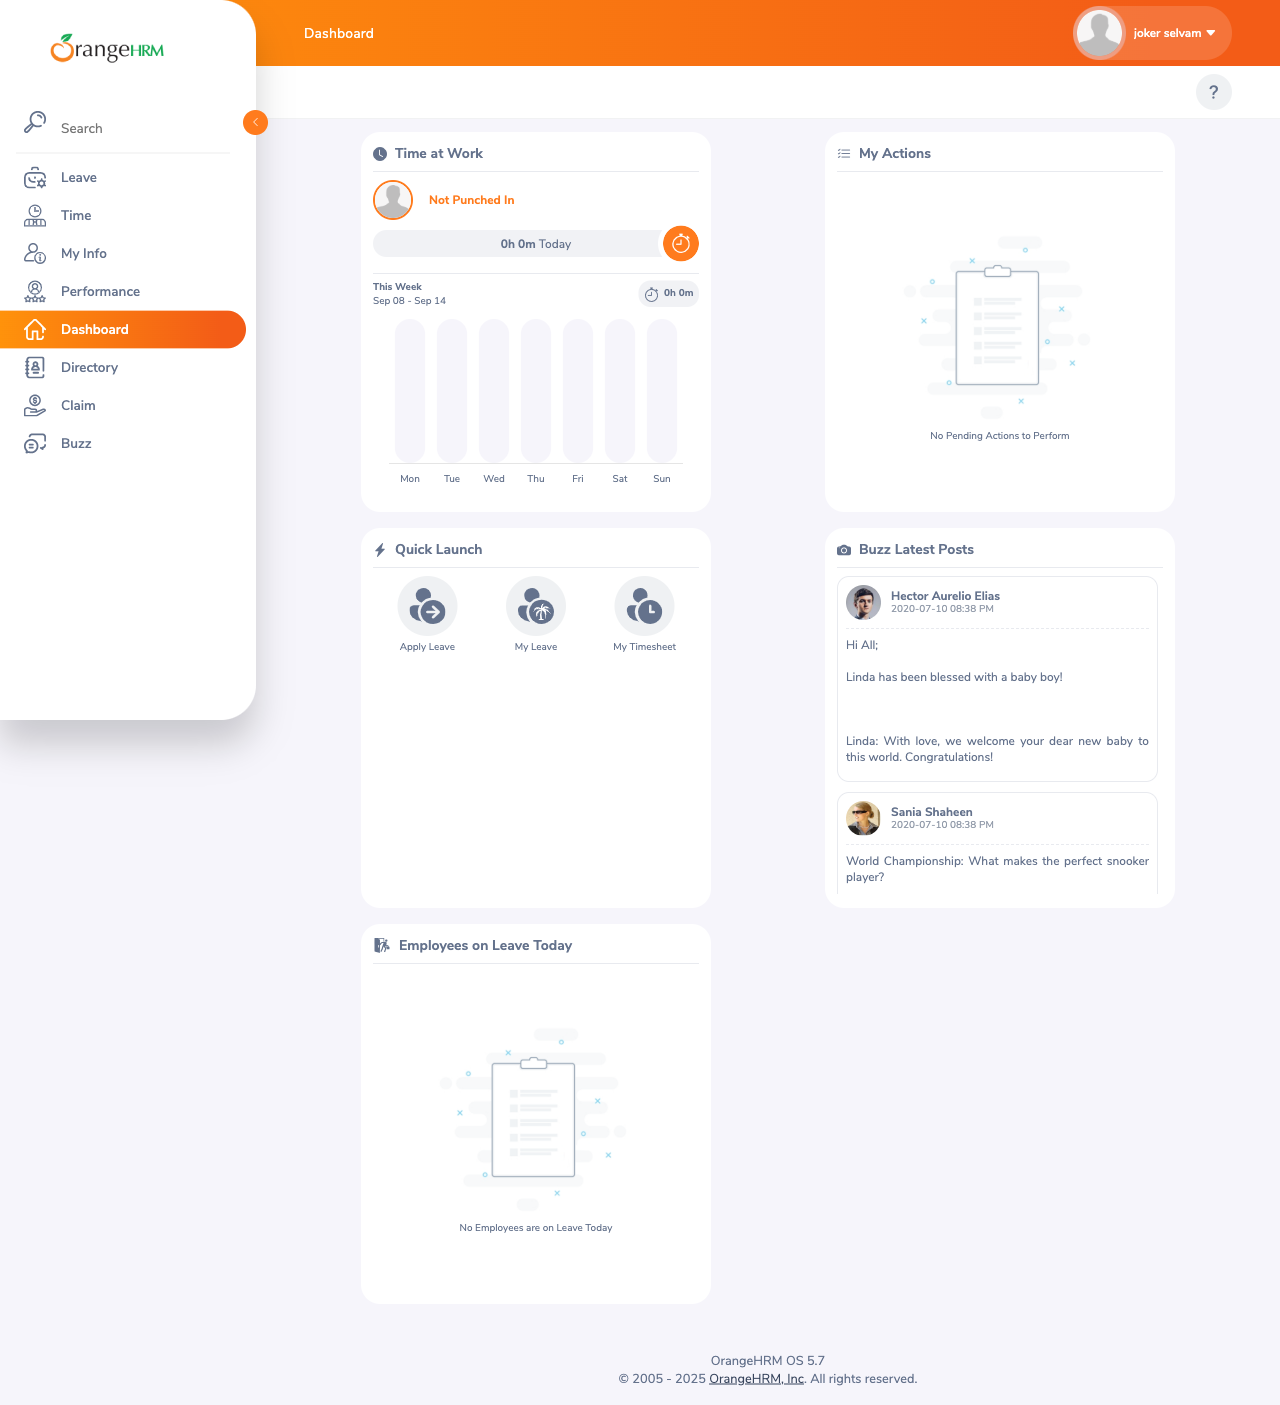 OrangeHRM
Dashboard
joker selvam
?
Search
Leave
Time
My Info
Performance
Dashboard
Directory
Claim
Buzz
Time at Work
Not Punched In
0h 0m Today
This Week
Sep 08 - Sep 14
0h 0m
Mon Tue Wed Thu Fri Sat Sun
My Actions
No Pending Actions to Perform
Quick Launch
Apply Leave
My Leave
My Timesheet
Buzz Latest Posts
Hector Aurelio Elias
2020-07-10 08:38 PM
Hi All;
Linda has been blessed with a baby boy!
Linda: With love, we welcome your dear new baby to
this world. Congratulations!
Sania Shaheen
2020-07-10 08:38 PM
World Championship: What makes the perfect snooker
player?
Employees on Leave Today
No Employees are on Leave Today
OrangeHRM OS 5.7
© 2005 - 2025 OrangeHRM, Inc. All rights reserved.